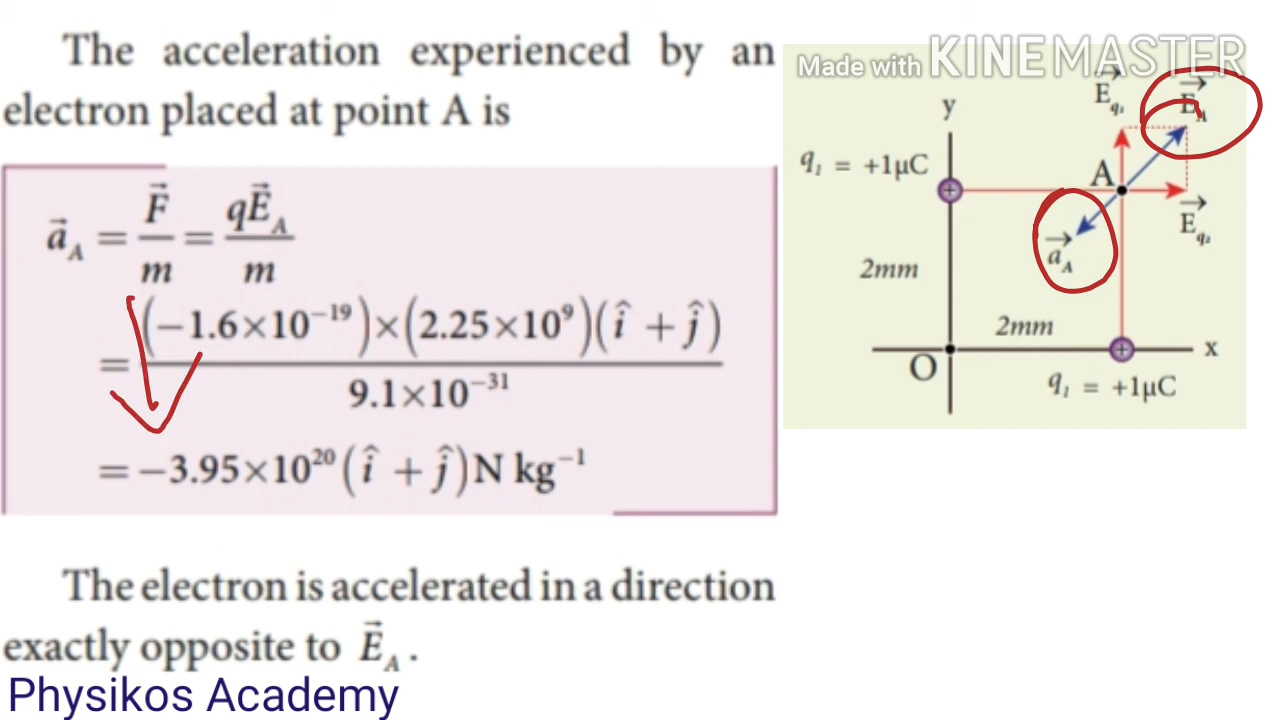 The acceleration experienced by an
electron placed at point A is
a⃗_A = F⃗/m = qE⃗_A/m
= (−1.6×10⁻¹⁹)×(2.25×10⁹)(î + ĵ) / 9.1×10⁻³¹
= −3.95×10²⁰ (î + ĵ) N kg⁻¹
The electron is accelerated in a direction
exactly opposite to E⃗_A .
Physikos Academy
Made with KINEMASTER
y
E⃗_q₁
E⃗_A
q₁ = +1μC
A
E⃗_q₂
a⃗_A
2mm
2mm
x
O
q₁ = +1μC